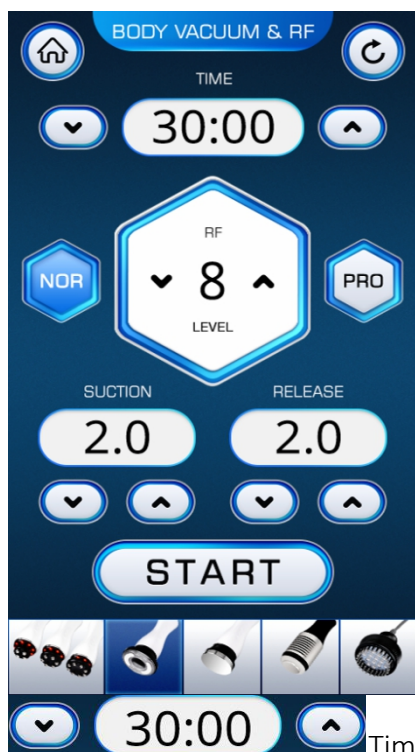 BODY VACUUM & RF
TIME
30:00
RF
NOR 8 PRO
LEVEL
SUCTION RELEASE
2.0 2.0
START
30:00
Tim